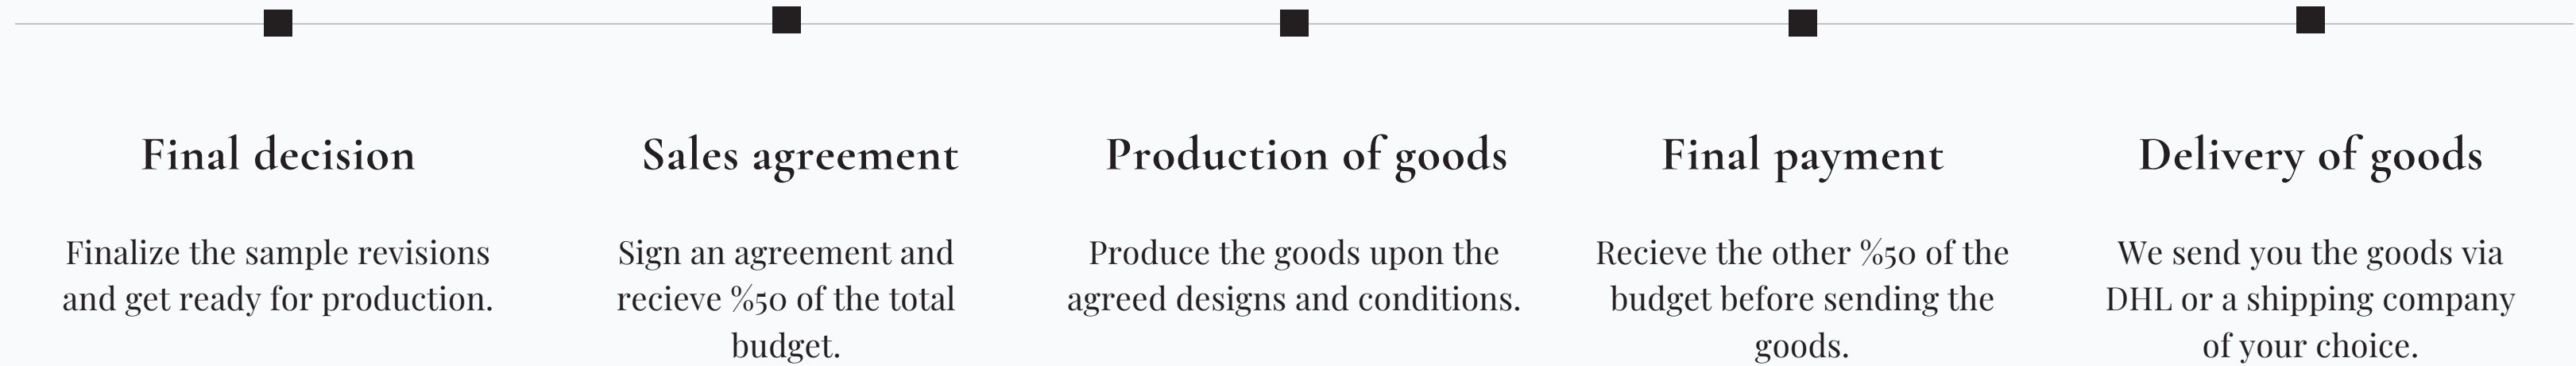 Final decision
Finalize the sample revisions
and get ready for production.
Sales agreement
Sign an agreement and
recieve %50 of the total
budget.
Production of goods
Produce the goods upon the
agreed designs and conditions.
Final payment
Recieve the other %50 of the
budget before sending the
goods.
Delivery of goods
We send you the goods via
DHL or a shipping company
of your choice.